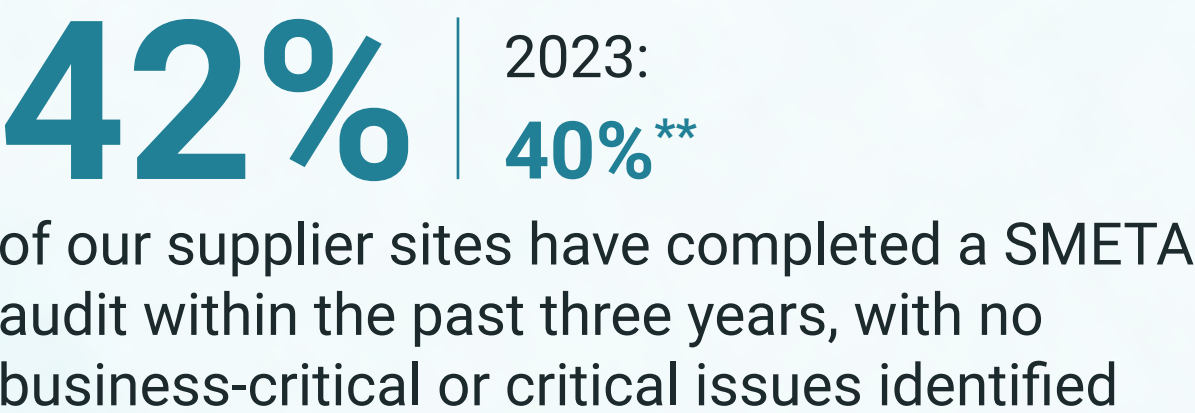 42%
2023:
40%**
of our supplier sites have completed a SMETA
audit within the past three years, with no
business-critical or critical issues identified